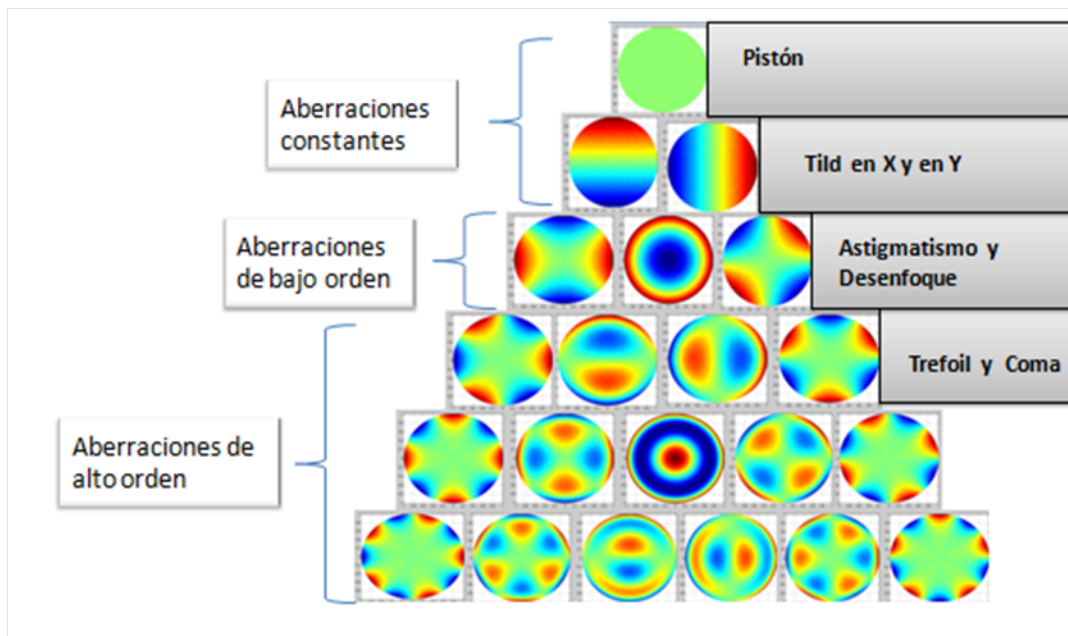 Pistón
Aberraciones
constantes
Tild en X y en Y
Aberraciones
de bajo orden
Astigmatismo y
Desenfoque
Trefoil y Coma
Aberraciones de
alto orden